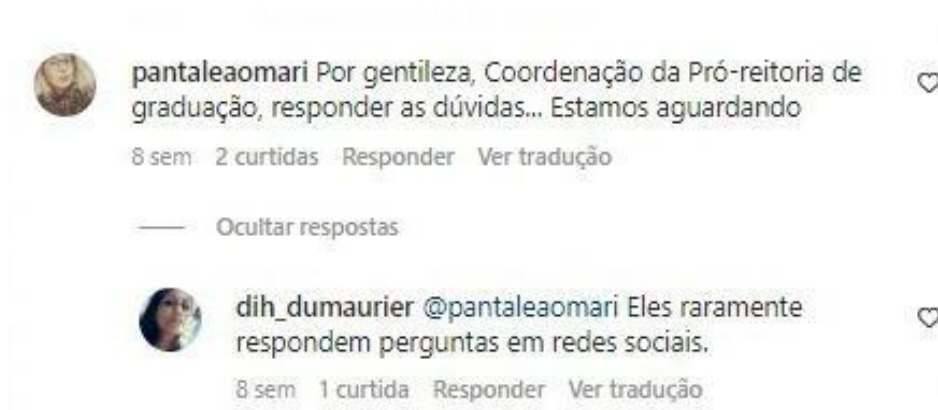 pantaleaomari Por gentileza, Coordenação da Pró-reitoria de
graduação, responder as dúvidas... Estamos aguardando
8 sem 2 curtidas Responder Ver tradução
Ocultar respostas
dih_dumaurier @pantaleaomari Eles raramente
respondem perguntas em redes sociais.
8 sem 1 curtida Responder Ver tradução